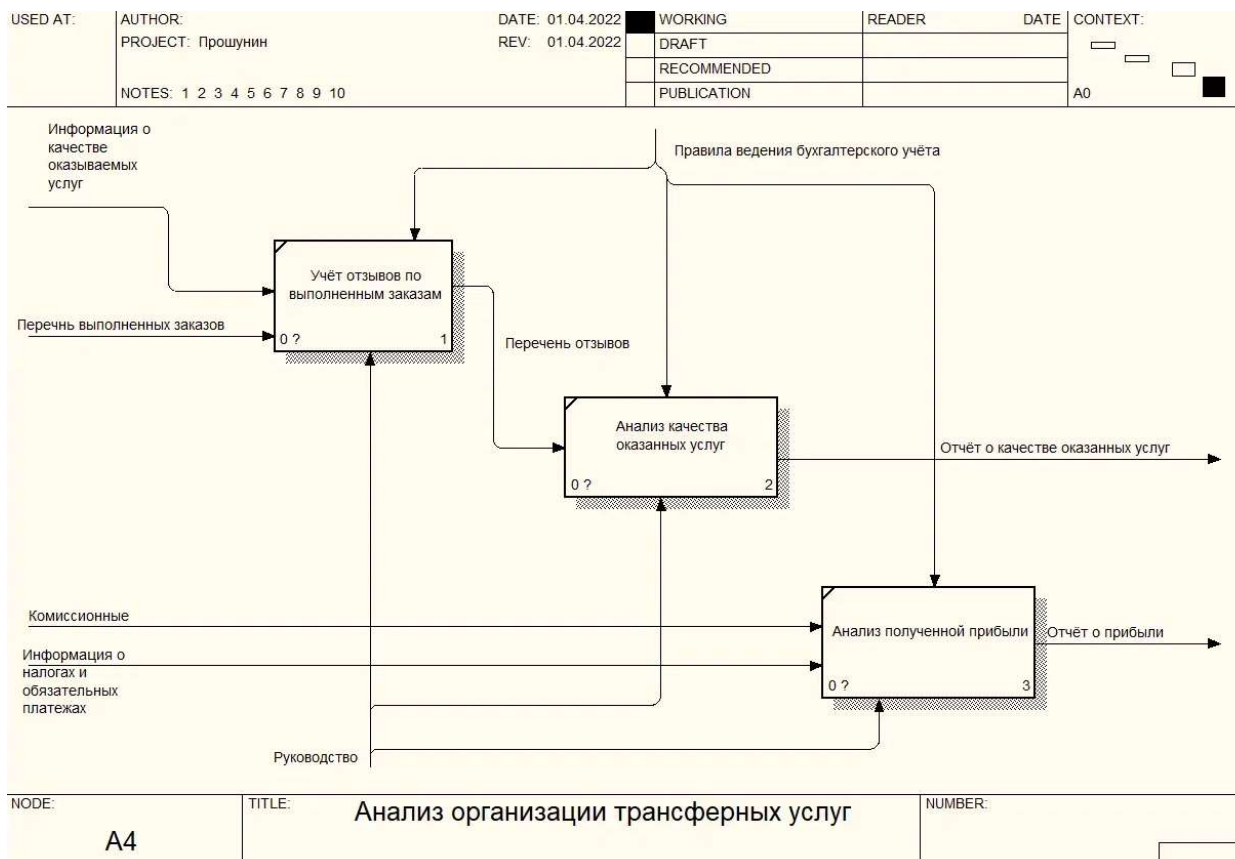 USED AT:
AUTHOR:
DATE: 01.04.2022
WORKING
READER
DATE
CONTEXT:
PROJECT: Прошунин
REV: 01.04.2022
DRAFT
RECOMMENDED
NOTES: 1 2 3 4 5 6 7 8 9 10
PUBLICATION
A0
Информация о
качестве
оказываемых
услуг
Правила ведения бухгалтерского учёта
Учёт отзывов по
выполненным заказам
0 ?
1
Перечнь выполненных заказов
Перечень отзывов
Анализ качества
оказанных услуг
0 ?
2
Отчёт о качестве оказанных услуг
Комиссионные
Анализ полученной прибыли
0 ?
3
Отчёт о прибыли
Информация о
налогах и
обязательных
платежах
Руководство
NODE:
A4
TITLE:
Анализ организации трансферных услуг
NUMBER: